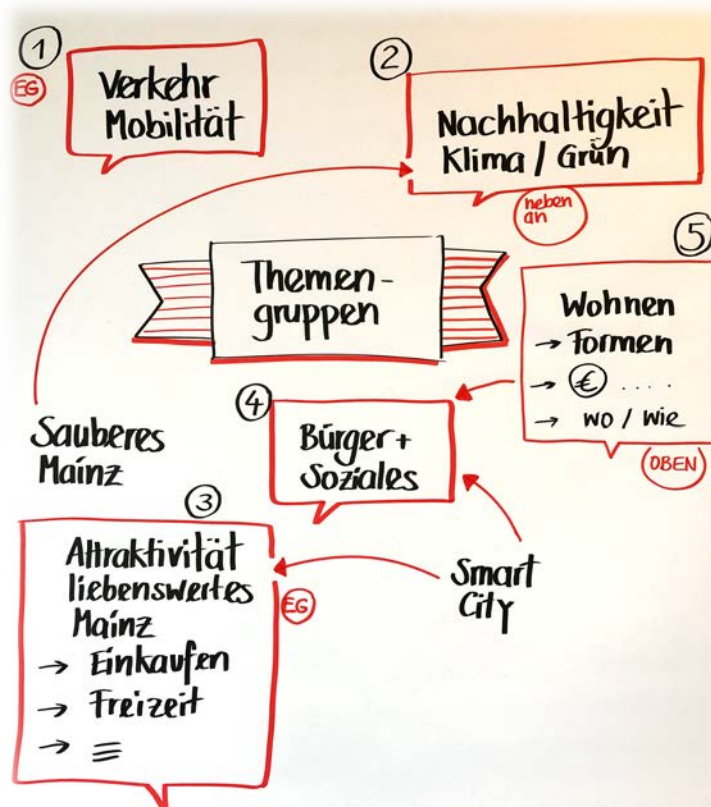 1
EG
Verkehr
Mobilität
2
Nachhaltigkeit
Klima / Grün
neben
an
Themen-
gruppen
5
Wohnen
→ Formen
→ € ....
→ wo / wie
OBEN
4
Bürger +
Soziales
Sauberes
Mainz
3
Attraktivität
liebenswertes
Mainz
→ Einkaufen
→ Freizeit
→
EG
Smart
City